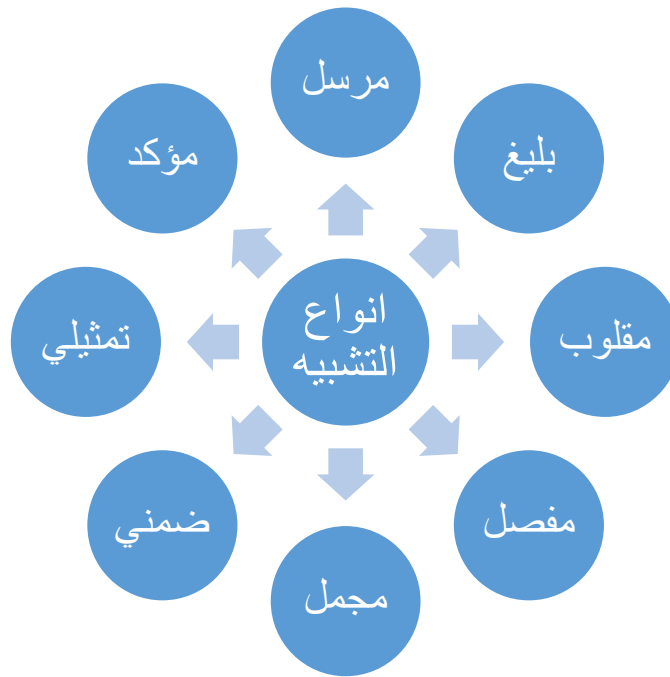 مرسل
بليغ
مقلوب
مفصل
مجمل
ضمني
تمثيلي
مؤكد
انواع
التشبيه